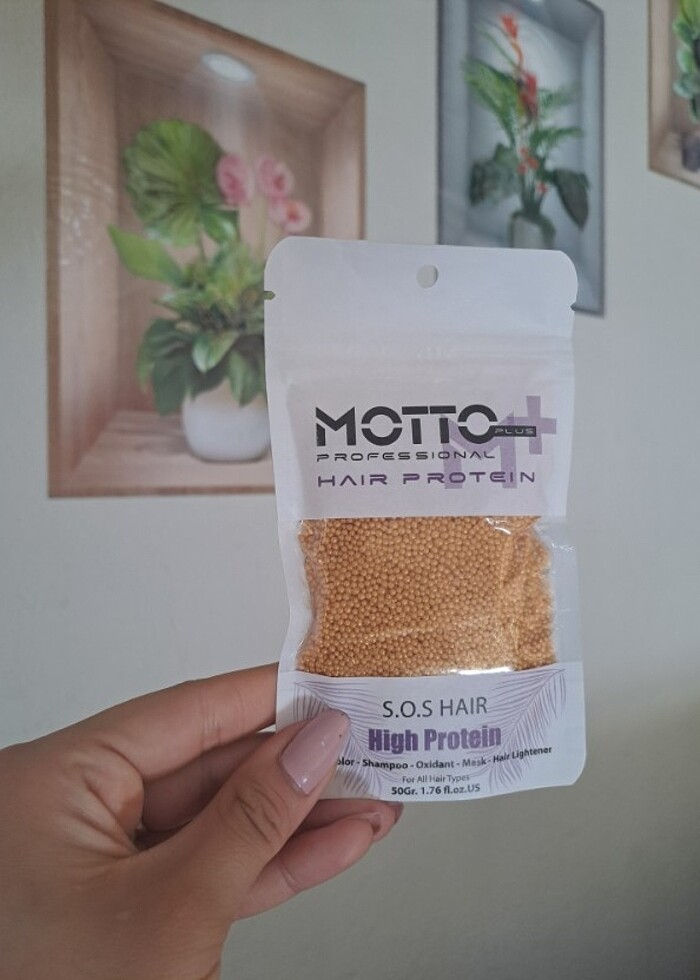 MOTTO PLUS M+
PROFESSIONAL
HAIR PROTEIN
S.O.S HAIR
High Protein
- Shampoo - Oxidant - Mask - Hair Lightener
For All Hair Types
50Gr. 1.76 fl.oz.US